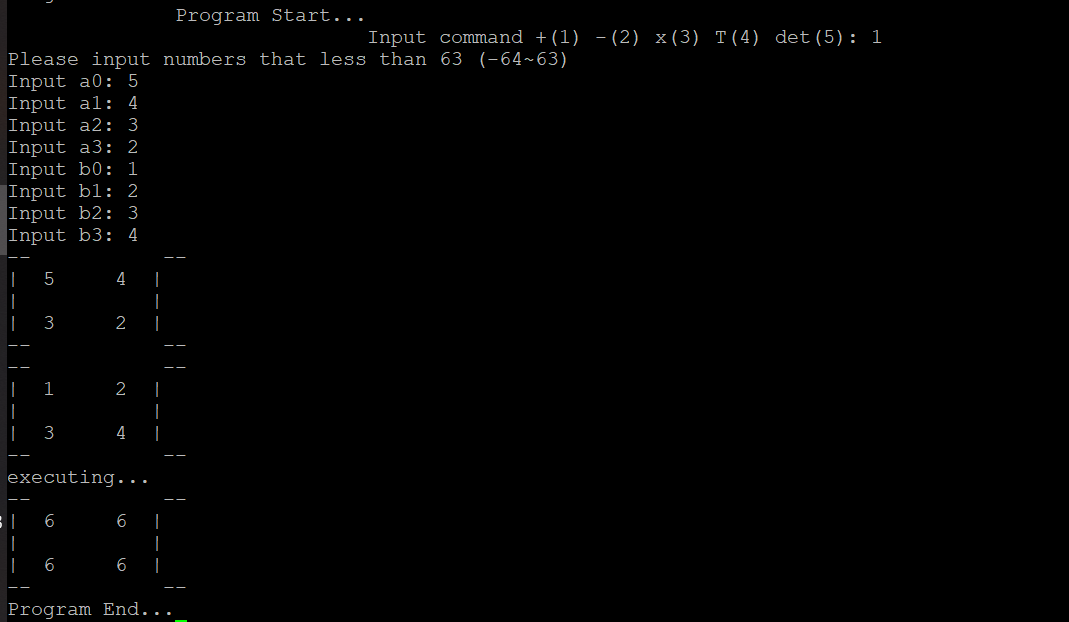 Program Start...
Input command +(1) -(2) x(3) T(4) det(5): 1
Please input numbers that less than 63 (-64~63)
Input a0: 5
Input a1: 4
Input a2: 3
Input a3: 2
Input b0: 1
Input b1: 2
Input b2: 3
Input b3: 4
-- --
| 5 4 |
| |
| 3 2 |
-- --
-- --
| 1 2 |
| |
| 3 4 |
-- --
executing...
-- --
| 6 6 |
| |
| 6 6 |
-- --
Program End...